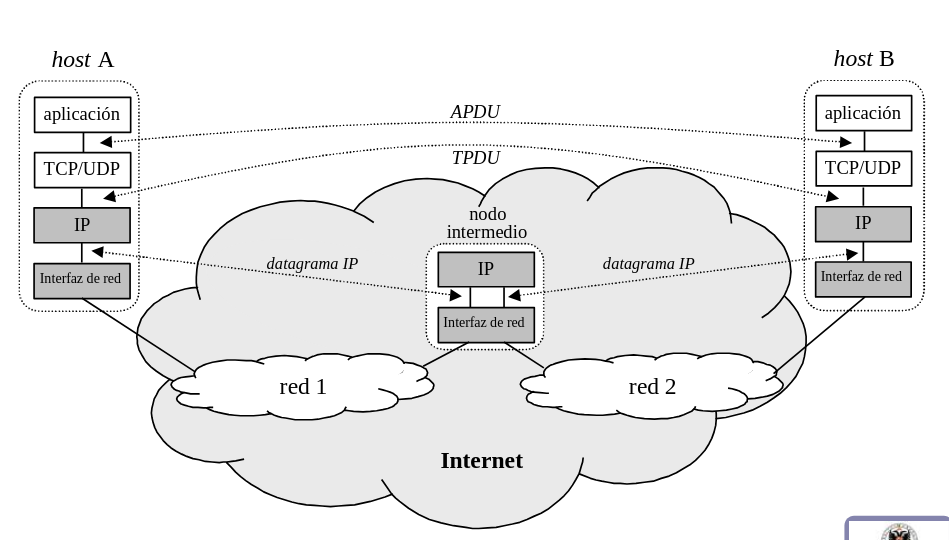 host A
host B
aplicación
aplicación
APDU
TCP/UDP
TPDU
TCP/UDP
IP
nodo
intermedio
IP
datagrama IP
IP
datagrama IP
Interfaz de red
Interfaz de red
Interfaz de red
red 1
red 2
Internet